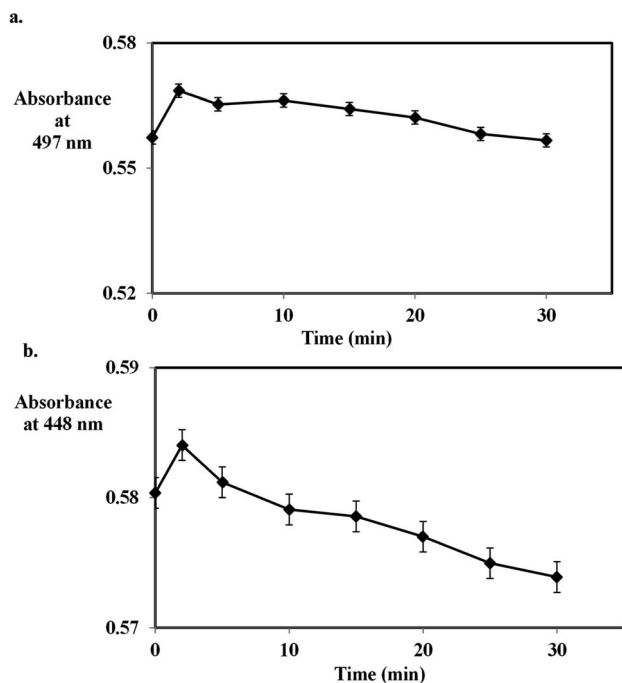 a.
0.58
Absorbance
at
497 nm
0.55
0.52
0 10 20 30
Time (min)
b.
0.59
Absorbance
at 448 nm
0.58
0.57
0 10 20 30
Time (min)